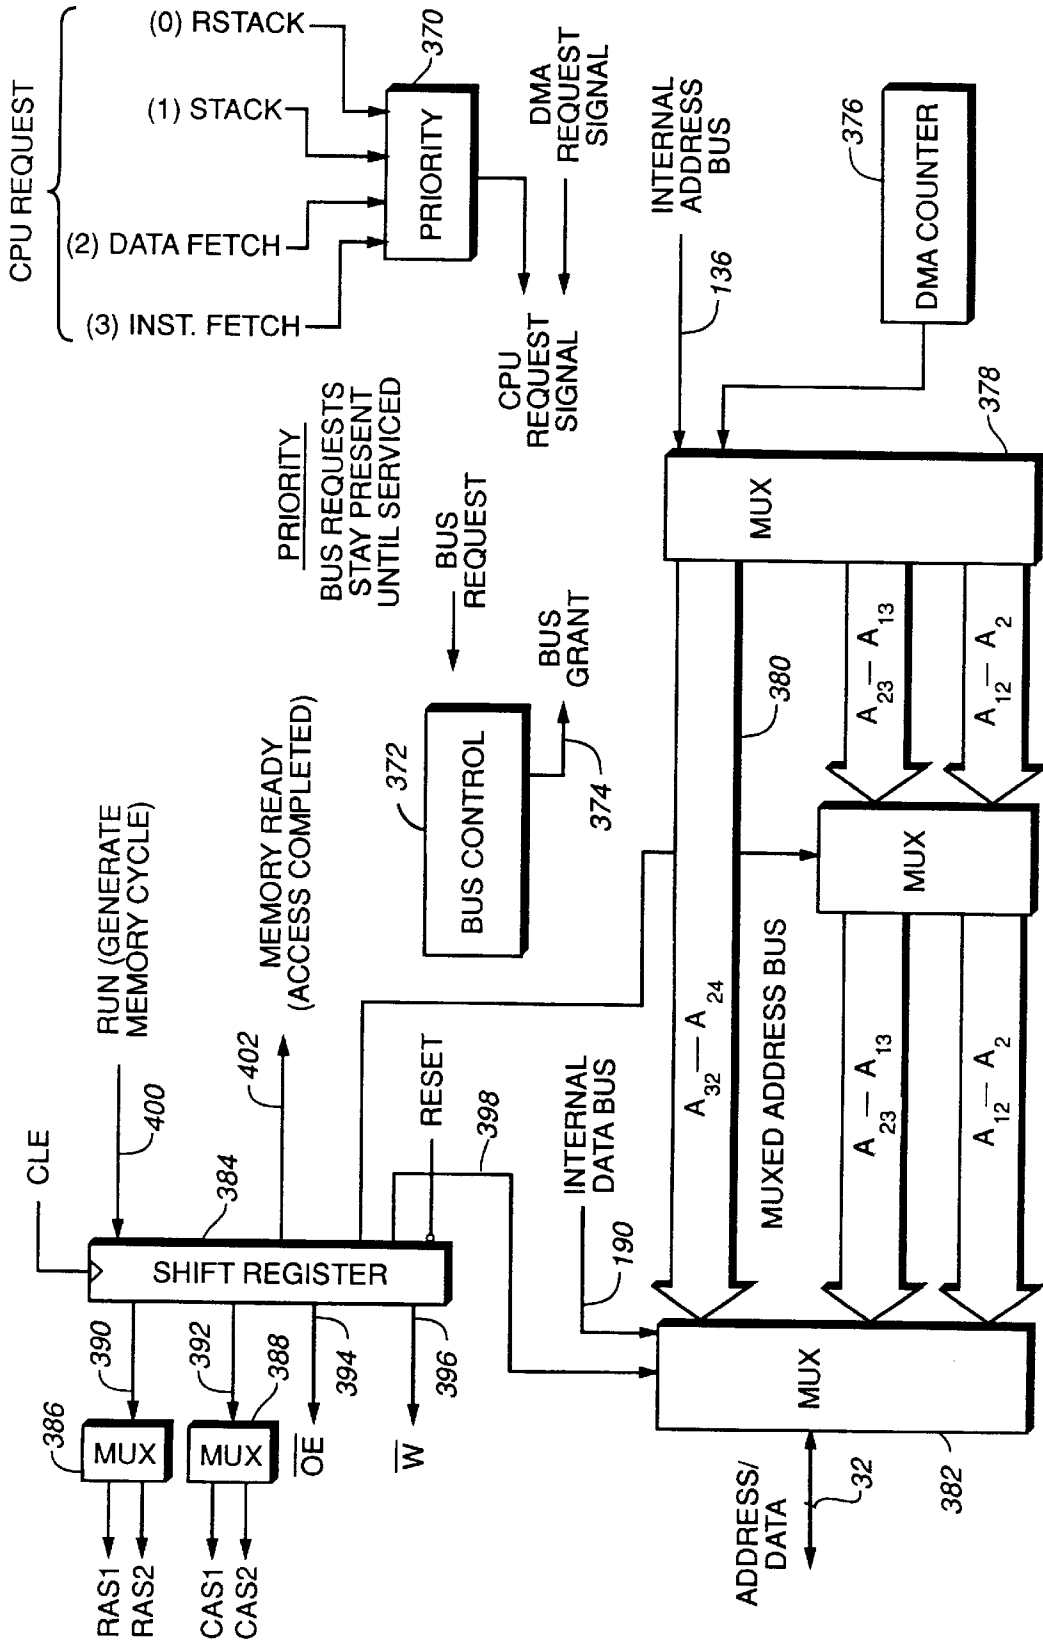 CPU REQUEST
(0) RSTACK
(1) STACK
(2) DATA FETCH
(3) INST. FETCH
PRIORITY
370
CPU
REQUEST
SIGNAL
DMA
REQUEST
SIGNAL
PRIORITY
BUS REQUESTS
STAY PRESENT
UNTIL SERVICED
BUS
REQUEST
BUS CONTROL
372
BUS
GRANT
374
INTERNAL
ADDRESS
BUS
136
DMA COUNTER
376
MUX
378
A32 — A24
380
A23 — A13
A12 — A2
MUX
MUXED ADDRESS BUS
A23 — A13
A12 — A2
MUX
382
ADDRESS/
DATA
32
INTERNAL
DATA BUS
190
CLE
RUN (GENERATE
MEMORY CYCLE)
400
MEMORY READY
(ACCESS COMPLETED)
402
SHIFT REGISTER
384
RESET
398
390
392
394
396
MUX
386
MUX
388
RAS1
RAS2
CAS1
CAS2
OE
W